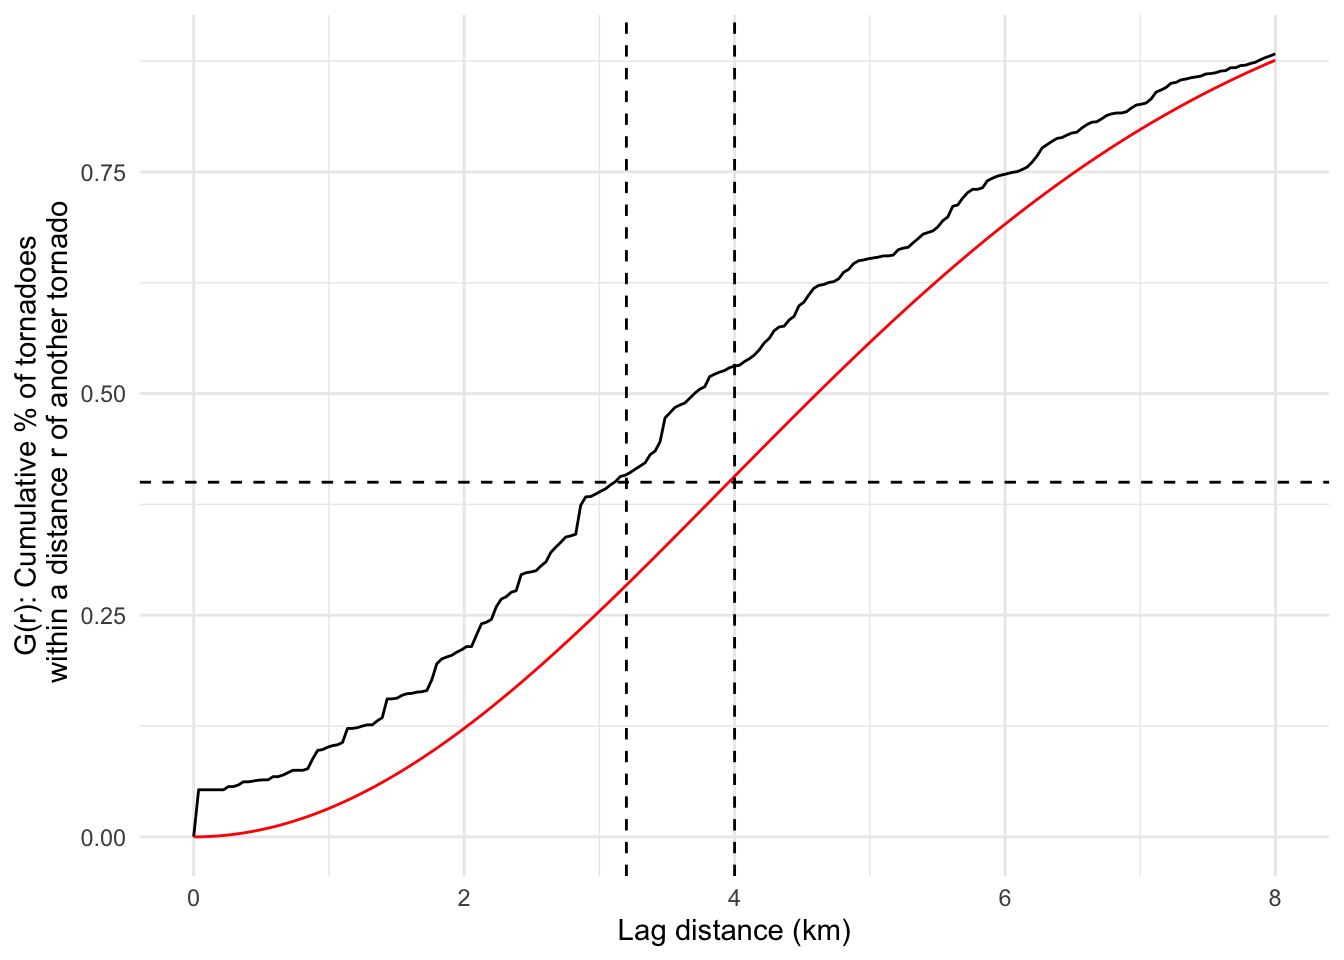 G(r): Cumulative % of tornadoes
within a distance r of another tornado
0.75
0.50
0.25
0.00
0 2 4 6 8
Lag distance (km)